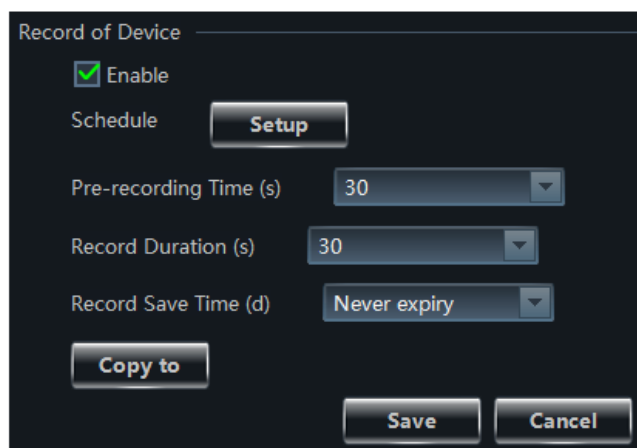 Record of Device
Enable
Schedule Setup
Pre-recording Time (s) 30
Record Duration (s) 30
Record Save Time (d) Never expiry
Copy to
Save Cancel